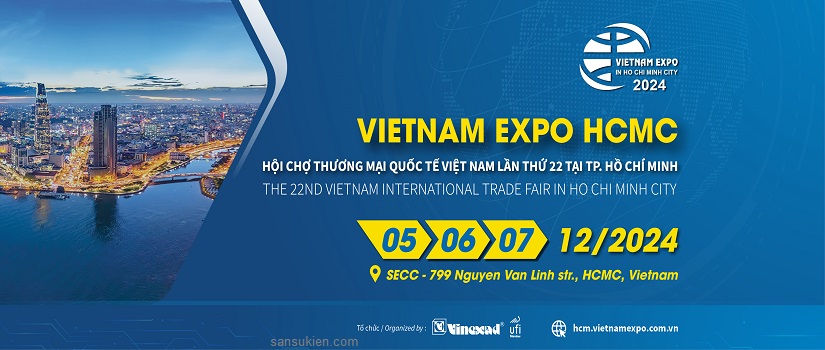 VIETNAM EXPO
IN HO CHI MINH CITY
2024
VIETNAM EXPO HCMC
HỘI CHỢ THƯƠNG MẠI QUỐC TẾ VIỆT NAM LẦN THỨ 22 TẠI TP. HỒ CHÍ MINH
THE 22ND VIETNAM INTERNATIONAL TRADE FAIR IN HO CHI MINH CITY
05 06 07 12/2024
SECC - 799 Nguyen Van Linh str., HCMC, Vietnam
Tổ chức / Organized by : Vinexad ® ufi Member hcm.vietnamexpo.com.vn
sansukien.com